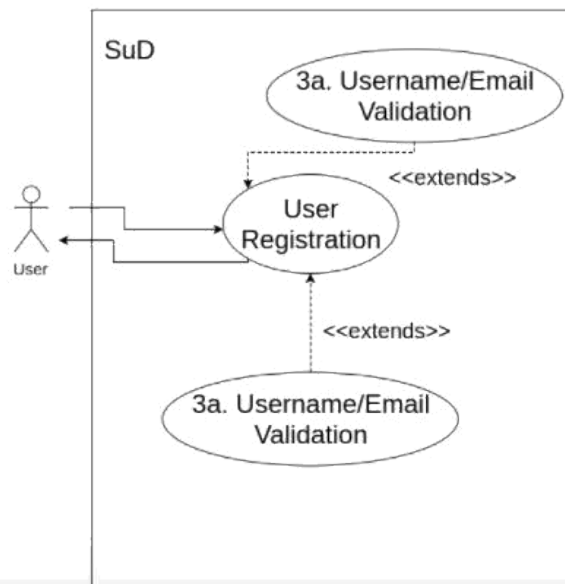 SuD
3a. Username/Email
Validation
<<extends>>
User
Registration
User
<<extends>>
3a. Username/Email
Validation